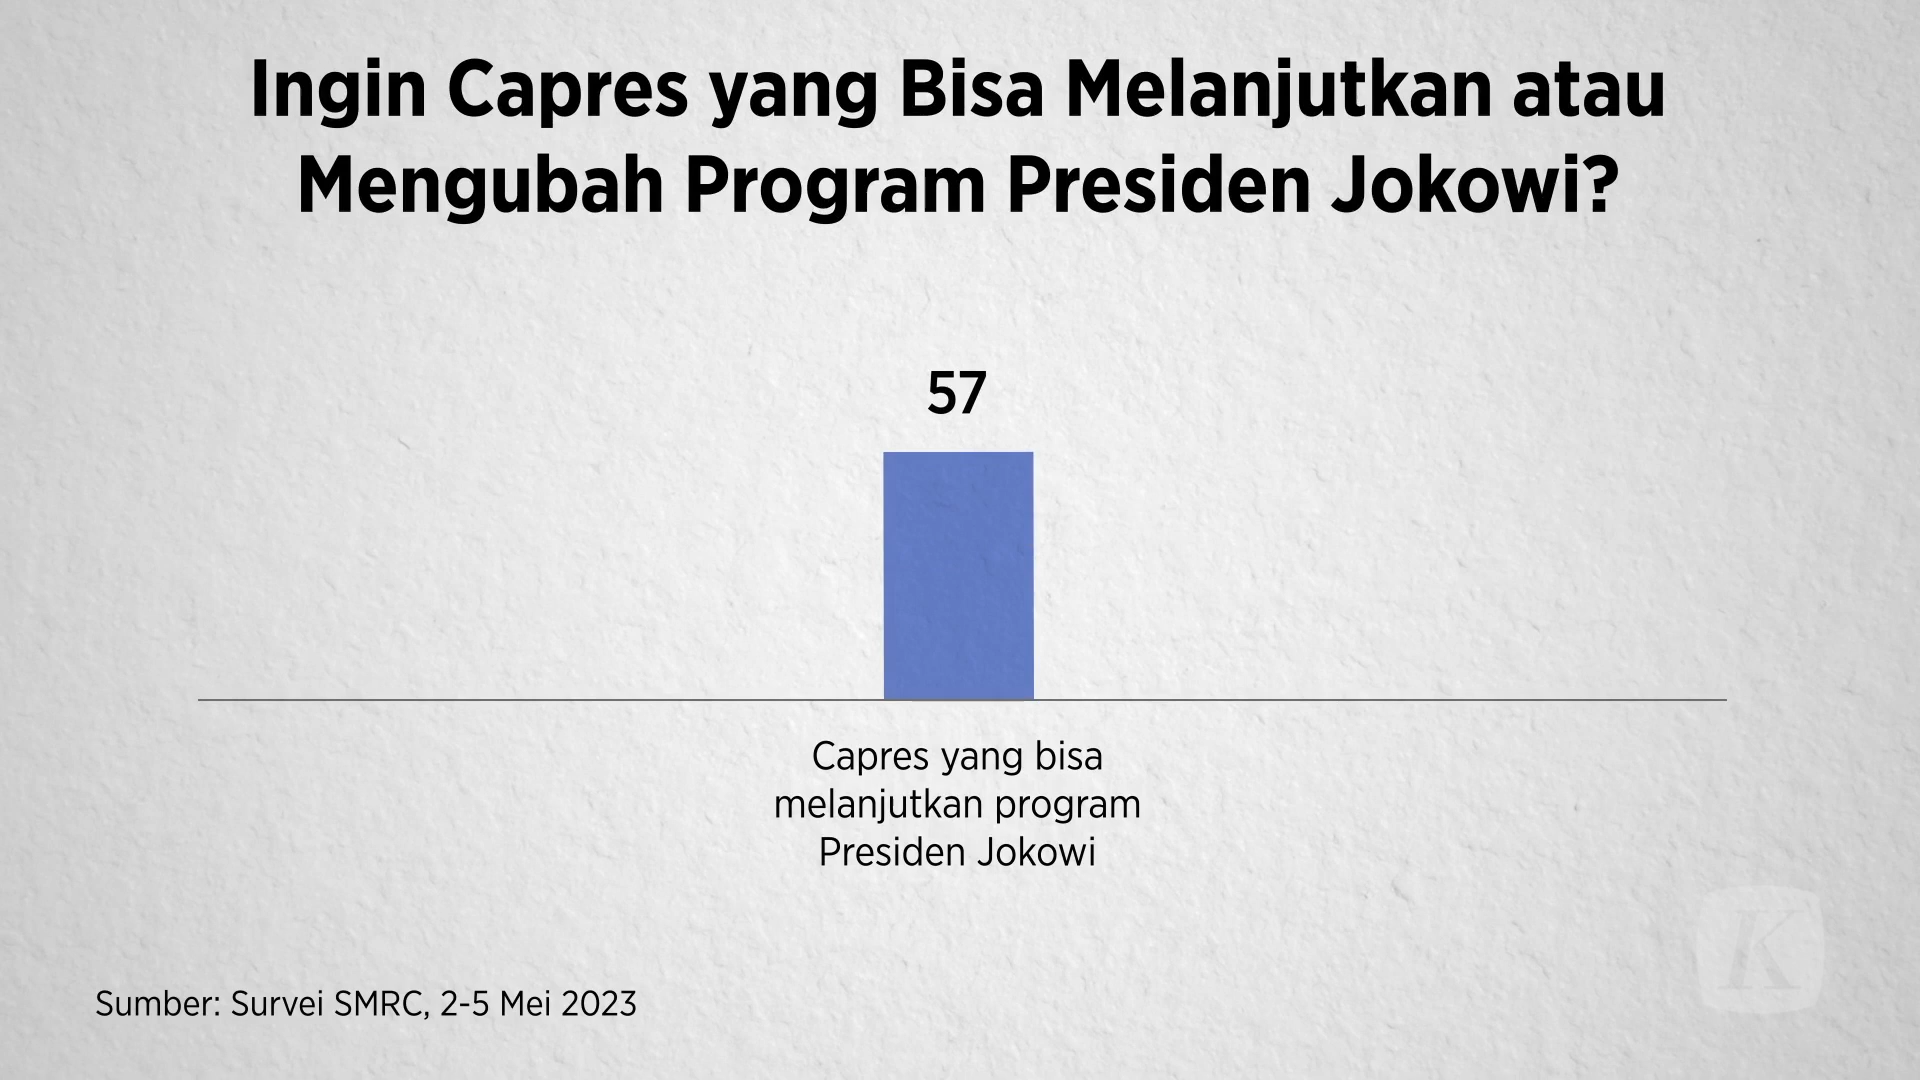 Ingin Capres yang Bisa Melanjutkan atau
Mengubah Program Presiden Jokowi?
57
Capres yang bisa
melanjutkan program
Presiden Jokowi
K
Sumber: Survei SMRC, 2-5 Mei 2023